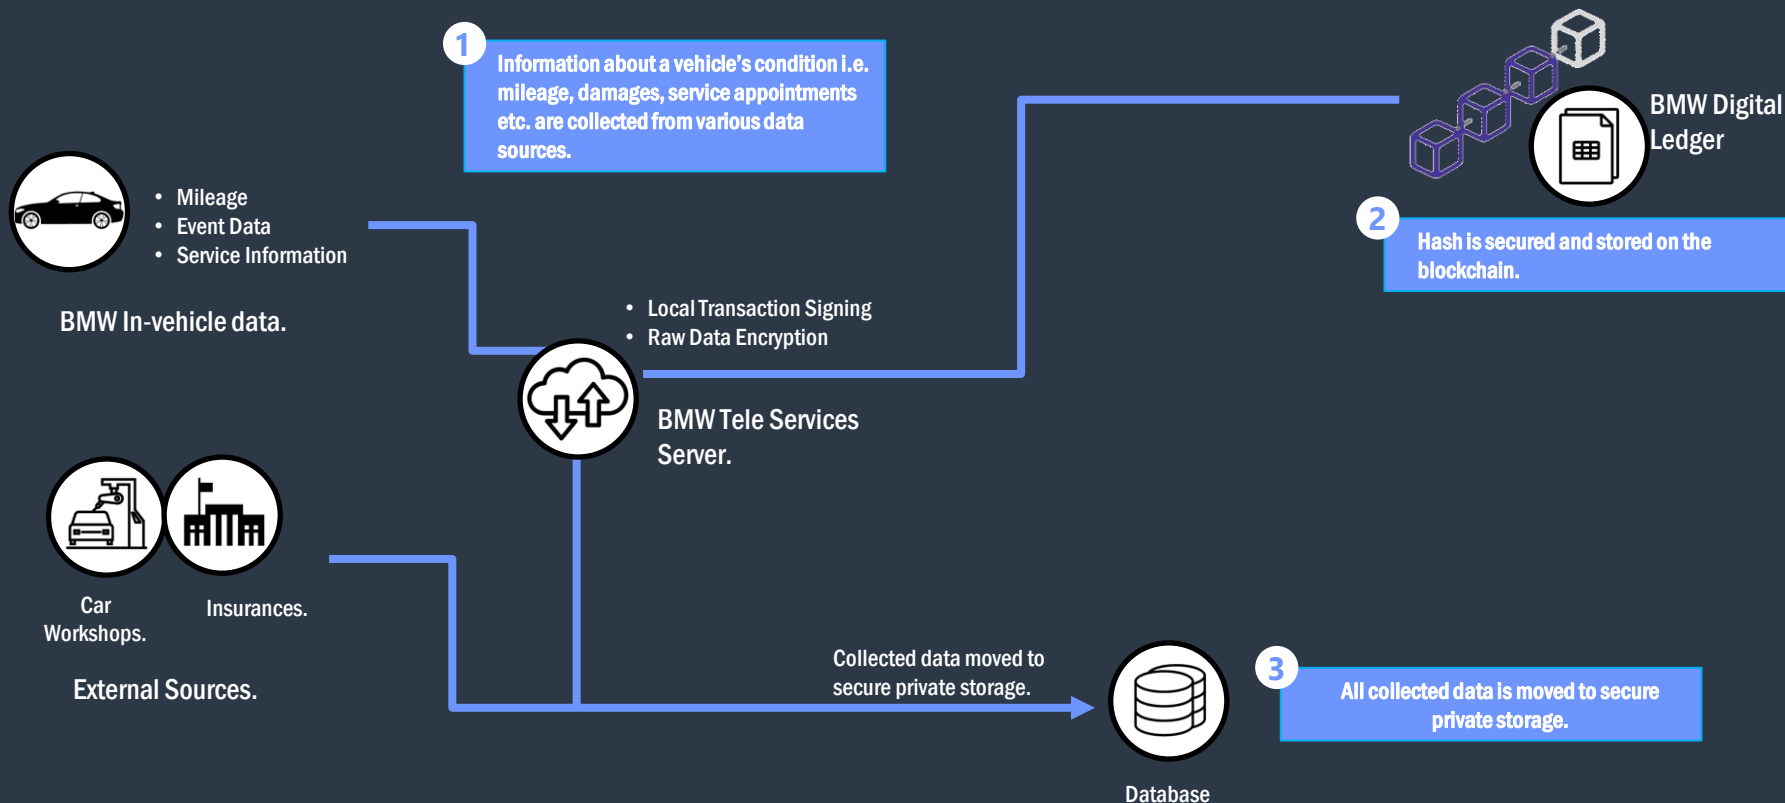 1
Information about a vehicle's condition i.e.
mileage, damages, service appointments
etc. are collected from various data
sources.
BMW Digital
Ledger
• Mileage
• Event Data
• Service Information
BMW In-vehicle data.
2
Hash is secured and stored on the
blockchain.
• Local Transaction Signing
• Raw Data Encryption
BMW Tele Services
Server.
Car
Workshops.
Insurances.
External Sources.
Collected data moved to
secure private storage.
3
All collected data is moved to secure
private storage.
Database